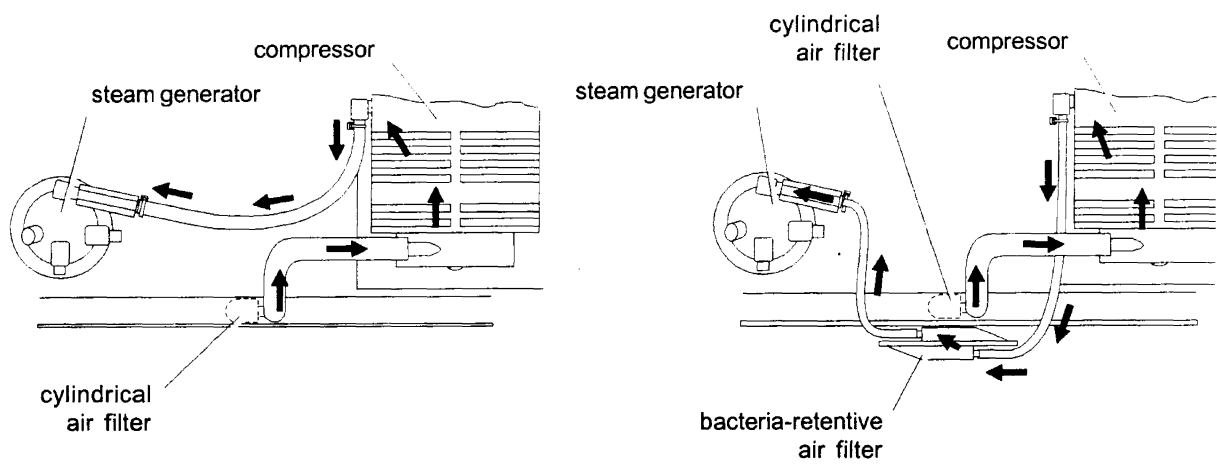 compressor
steam generator
cylindrical
air filter
cylindrical
air filter
compressor
steam generator
bacteria-retentive
air filter